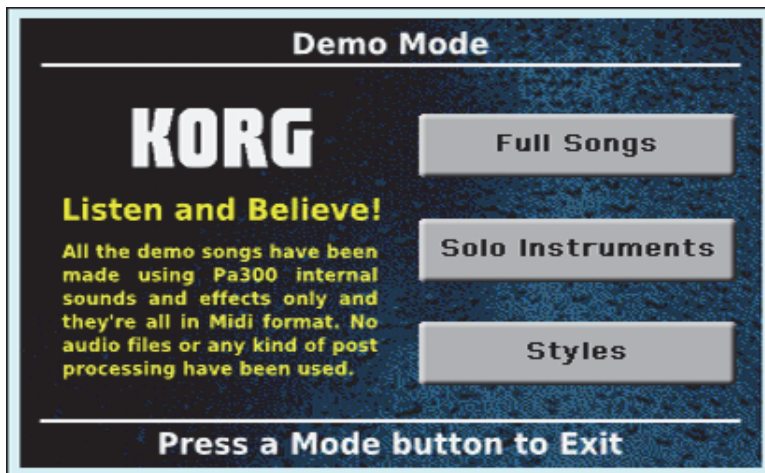 Demo Mode
KORG
Listen and Believe!
All the demo songs have been
made using Pa300 internal
sounds and effects only and
they're all in Midi format. No
audio files or any kind of post
processing have been used.
Full Songs
Solo Instruments
Styles
Press a Mode button to Exit